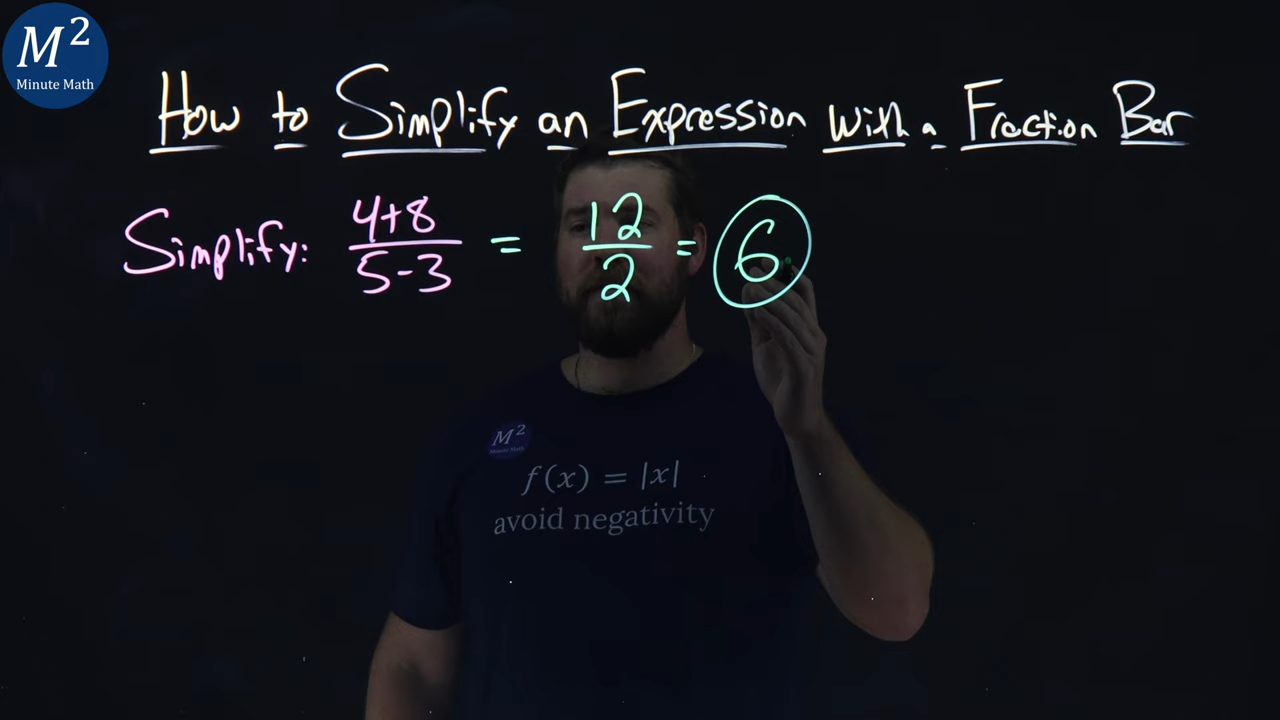 M²
Minute Math
How to Simplify an Expression with a Fraction Bar
Simplify: (4+8)/(5-3) = 12/2 = 6
M²
Minute Math
f(x) = |x|
avoid negativity